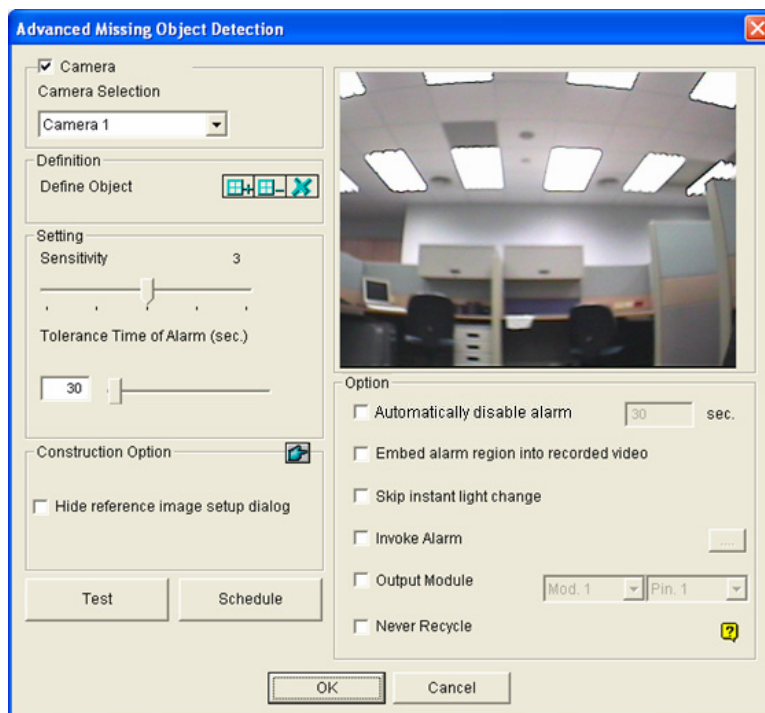 Advanced Missing Object Detection
Camera
Camera Selection
Camera 1
Definition
Define Object
Setting
Sensitivity 3
Tolerance Time of Alarm (sec.)
30
Construction Option
Hide reference image setup dialog
Test Schedule
Option
Automatically disable alarm 30 sec.
Embed alarm region into recorded video
Skip instant light change
Invoke Alarm ....
Output Module Mod. 1 Pin. 1
Never Recycle ?
OK Cancel